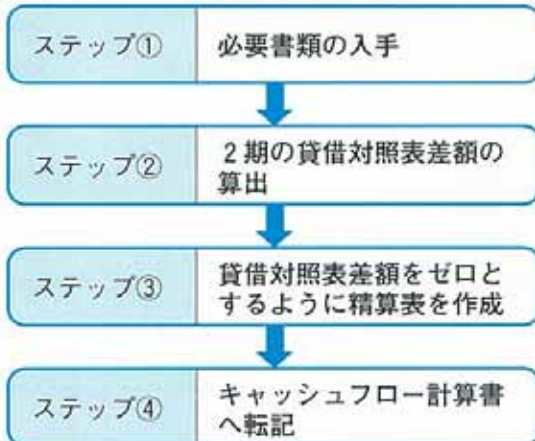 ステップ①
必要書類の入手
ステップ②
2期の貸借対照表差額の
算出
ステップ③
貸借対照表差額をゼロと
するように精算表を作成
ステップ④
キャッシュフロー計算書
へ転記